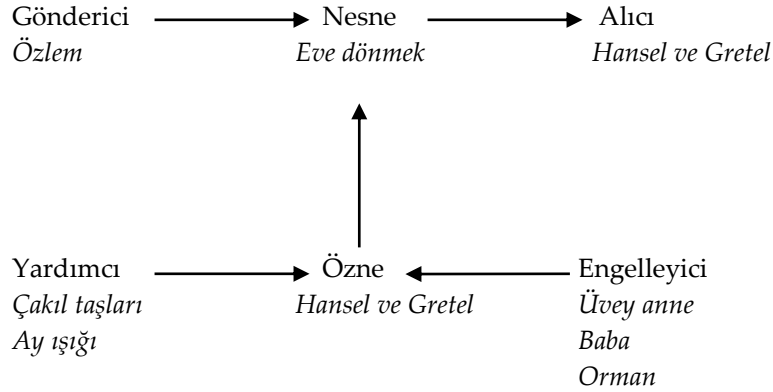 Gönderici Nesne Alıcı
Özlem Eve dönmek Hansel ve Gretel
Yardımcı Özne Engelleyici
Çakıl taşları Hansel ve Gretel Üvey anne
Ay ışığı Baba
Orman